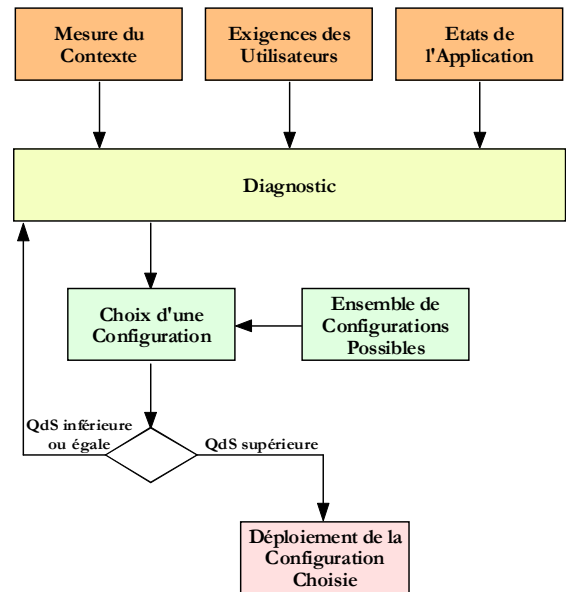 Mesure du
Contexte
Exigences des
Utilisateurs
Etats de
l'Application
Diagnostic
Choix d'une
Configuration
Ensemble de
Configurations
Possibles
QdS inférieure
ou égale
QdS supérieure
Déploiement de la
Configuration
Choisie